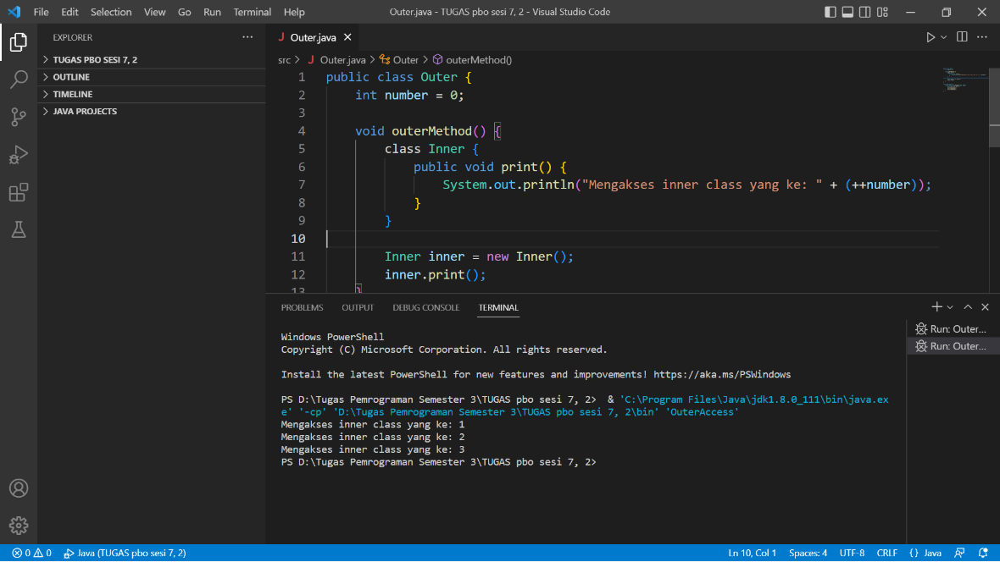 File Edit Selection View Go Run Terminal Help
Outer.java - TUGAS pbo sesi 7, 2 - Visual Studio Code
EXPLORER
TUGAS PBO SESI 7, 2
OUTLINE
TIMELINE
JAVA PROJECTS
J Outer.java
src > J Outer.java > Outer > outerMethod()
1 public class Outer {
2 int number = 0;
3
4 void outerMethod() {
5 class Inner {
6 public void print() {
7 System.out.println("Mengakses inner class yang ke: " + (++number));
8 }
9 }
10
11 Inner inner = new Inner();
12 inner.print();
13 }
PROBLEMS OUTPUT DEBUG CONSOLE TERMINAL
Windows PowerShell
Copyright (C) Microsoft Corporation. All rights reserved.
Install the latest PowerShell for new features and improvements! https://aka.ms/PSWindows
PS D:\Tugas Pemrograman Semester 3\TUGAS pbo sesi 7, 2> & 'C:\Program Files\Java\jdk1.8.0_111\bin\java.ex
e' '-cp' 'D:\Tugas Pemrograman Semester 3\TUGAS pbo sesi 7, 2\bin' 'OuterAccess'
Mengakses inner class yang ke: 1
Mengakses inner class yang ke: 2
Mengakses inner class yang ke: 3
PS D:\Tugas Pemrograman Semester 3\TUGAS pbo sesi 7, 2>
Run: Outer...
Run: Outer...
0 0 Java (TUGAS pbo sesi 7, 2)
Ln 10, Col 1 Spaces: 4 UTF-8 CRLF {} Java